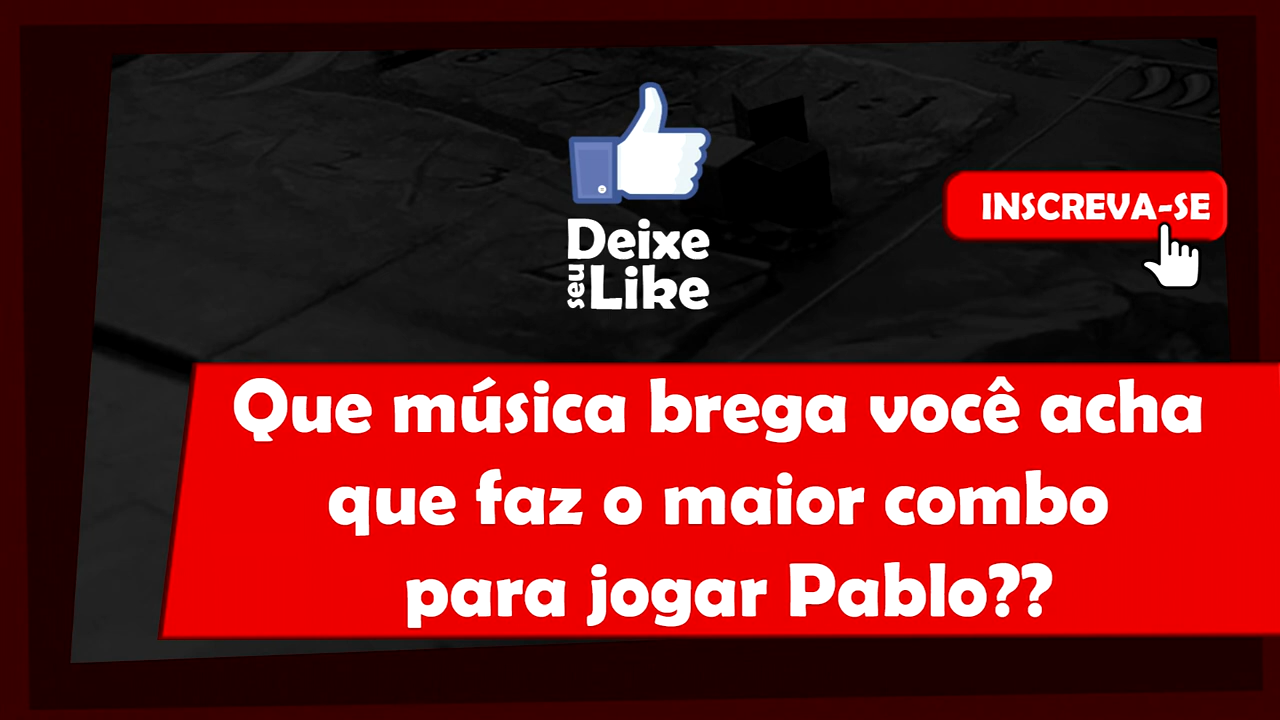 Deixe
seu Like
INSCREVA-SE
Que música brega você acha
que faz o maior combo
para jogar Pablo??